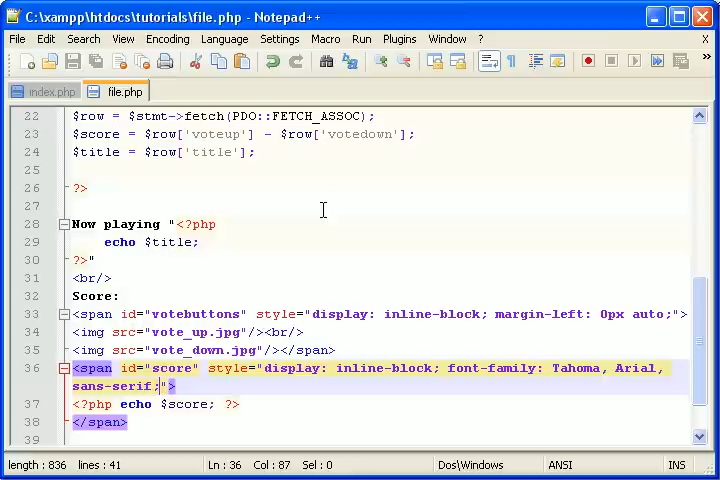 C:\xampp\htdocs\tutorials\file.php - Notepad++
File Edit Search View Encoding Language Settings Macro Run Plugins Window ? X
index.php file.php
22 $row = $stmt->fetch(PDO::FETCH_ASSOC);
23 $score = $row['voteup'] - $row['votedown'];
24 $title = $row['title'];
25
26 ?>
27
28 Now playing "<?php
29 echo $title;
30 ?>"
31 <br/>
32 Score:
33 <span id="votebuttons" style="display: inline-block; margin-left: 0px auto;">
34 <img src="vote_up.jpg"/><br/>
35 <img src="vote_down.jpg"/></span>
36 <span id="score" style="display: inline-block; font-family: Tahoma, Arial,
sans-serif;">
37 <?php echo $score; ?>
38 </span>
39
length : 836 lines : 41 Ln : 36 Col : 87 Sel : 0 Dos\Windows ANSI INS